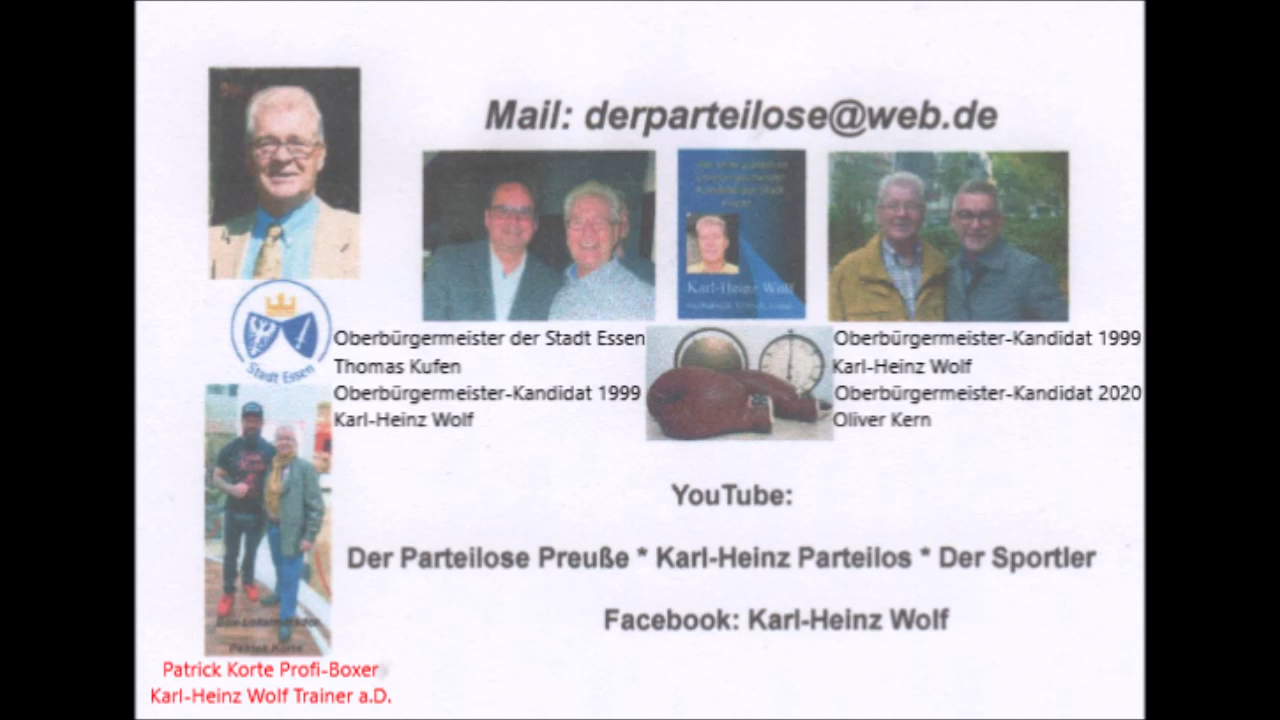 Mail: derparteilose@web.de
Karl-Heinz Wolf
Stadt Essen
Oberbürgermeister der Stadt Essen
Thomas Kufen
Oberbürgermeister-Kandidat 1999
Karl-Heinz Wolf
Oberbürgermeister-Kandidat 1999
Karl-Heinz Wolf
Oberbürgermeister-Kandidat 2020
Oliver Kern
YouTube:
Der Parteilose Preuße * Karl-Heinz Parteilos * Der Sportler
Facebook: Karl-Heinz Wolf
Patrick Korte
Patrick Korte Profi-Boxer
Karl-Heinz Wolf Trainer a.D.